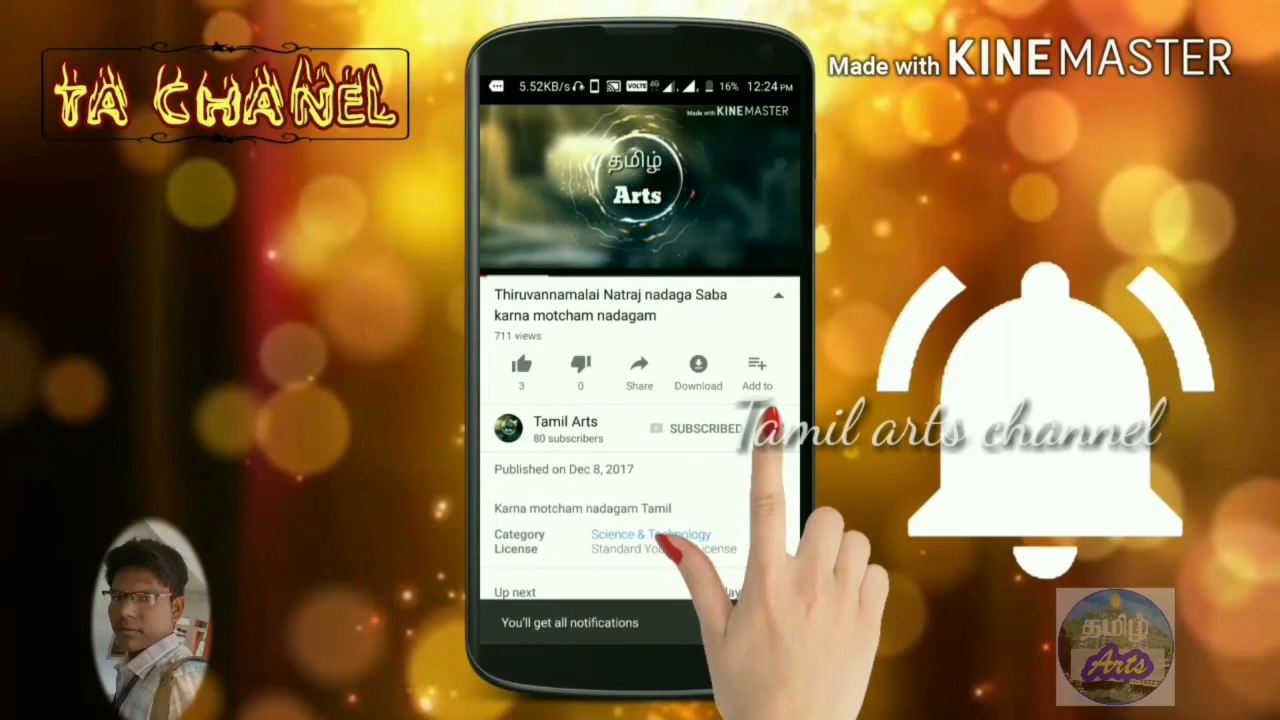 TA CHANEL
Made with KINEMASTER
5.52KB/s VOLTE 4G 16% 12:24 PM
Made with KINEMASTER
தமிழ்
Arts
Thiruvannamalai Natraj nadaga Saba
karna motcham nadagam
711 views
3 0 Share Download Add to
Tamil Arts
80 subscribers
SUBSCRIBED
Tamil arts channel
Published on Dec 8, 2017
Karna motcham nadagam Tamil
Category Science & Technology
License Standard License
Up next
You'll get all notifications
தமிழ்
Arts